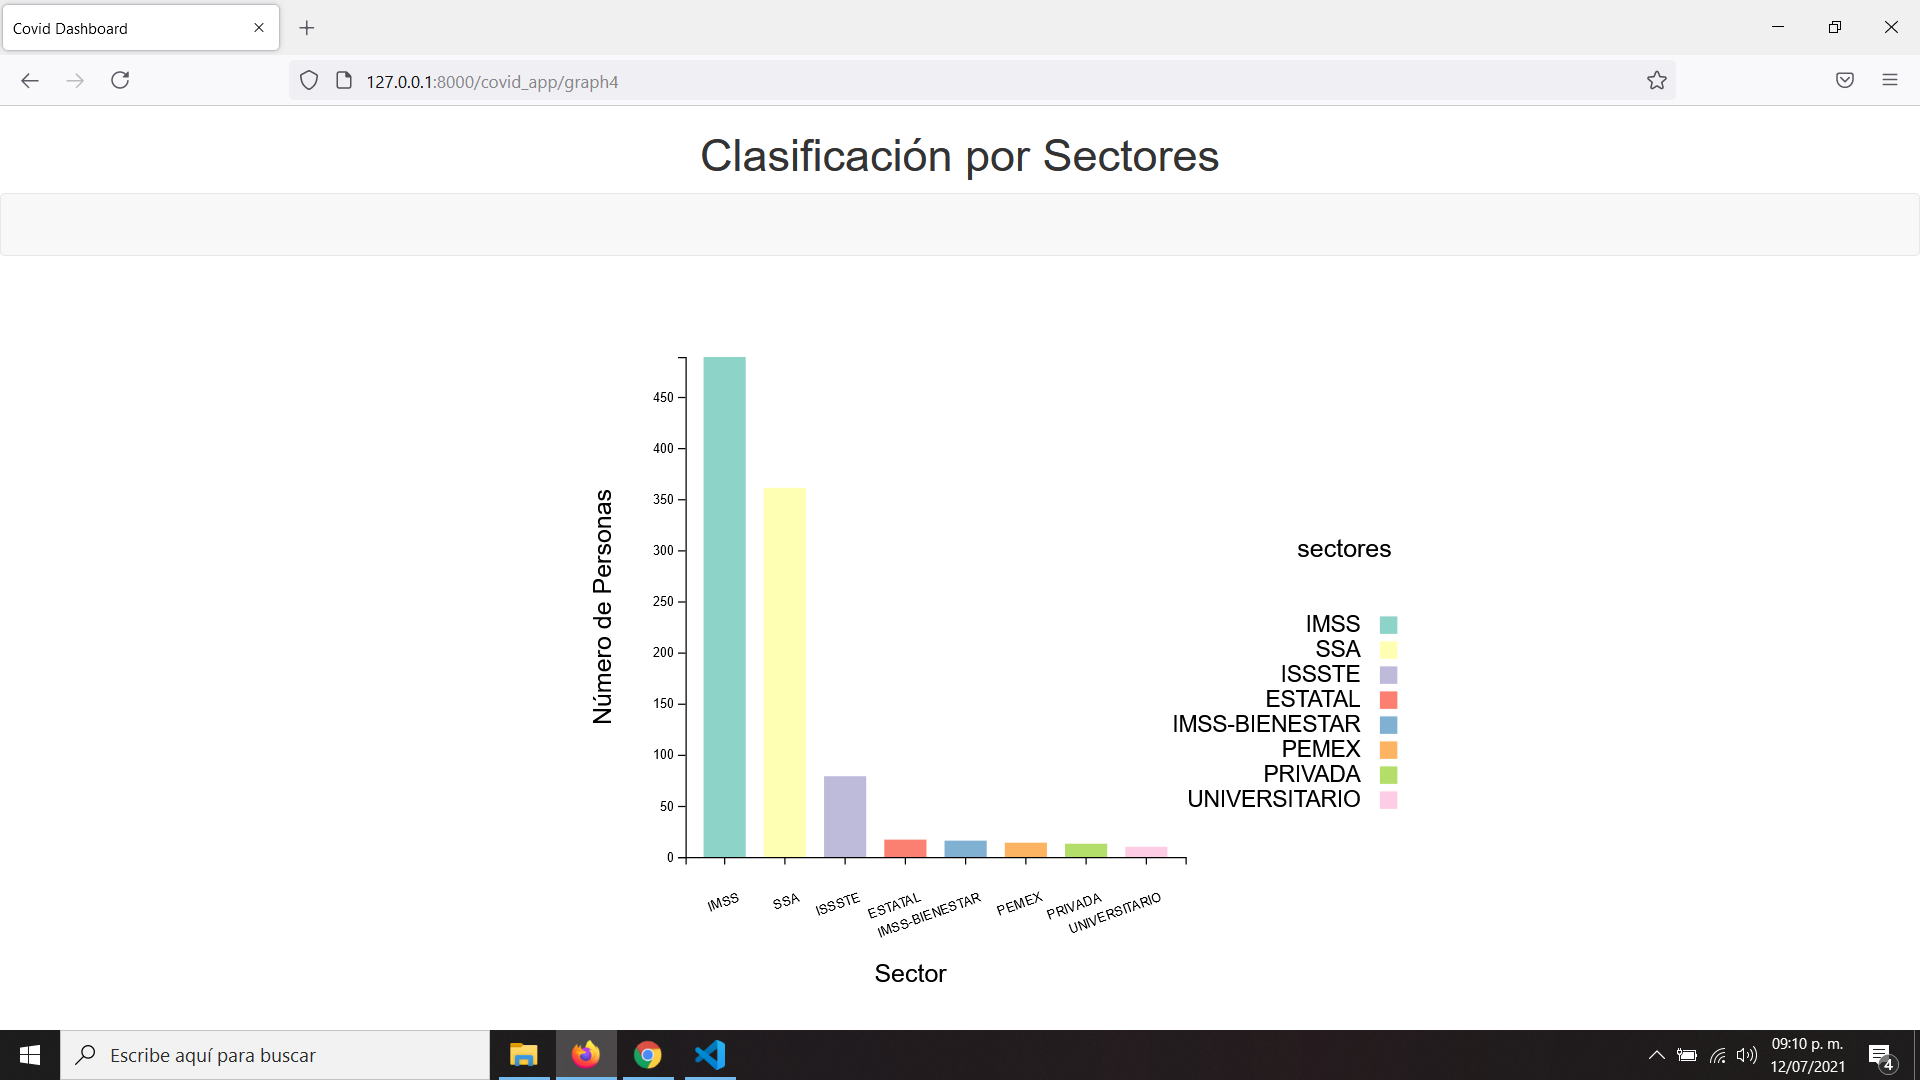 Covid Dashboard
127.0.0.1:8000/covid_app/graph4
Clasificación por Sectores
450
400
350
300
250
200
150
100
50
0
Número de Personas
IMSS
SSA
ISSSTE
ESTATAL
IMSS-BIENESTAR
PEMEX
PRIVADA
UNIVERSITARIO
Sector
sectores
IMSS
SSA
ISSSTE
ESTATAL
IMSS-BIENESTAR
PEMEX
PRIVADA
UNIVERSITARIO
Escribe aquí para buscar
09:10 p. m.
12/07/2021
4